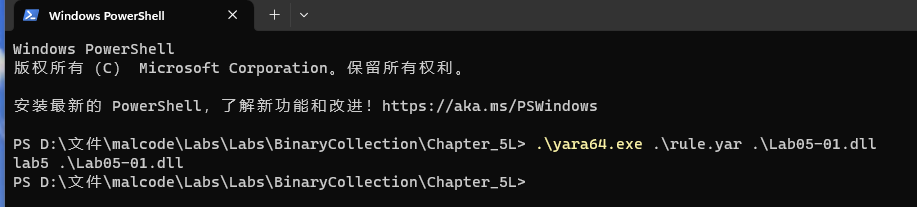 Windows PowerShell
Windows PowerShell
版权所有 (C) Microsoft Corporation。保留所有权利。
安装最新的 PowerShell，了解新功能和改进！https://aka.ms/PSWindows
PS D:\文件\malcode\Labs\Labs\BinaryCollection\Chapter_5L> .\yara64.exe .\rule.yar .\Lab05-01.dll
lab5 .\Lab05-01.dll
PS D:\文件\malcode\Labs\Labs\BinaryCollection\Chapter_5L>